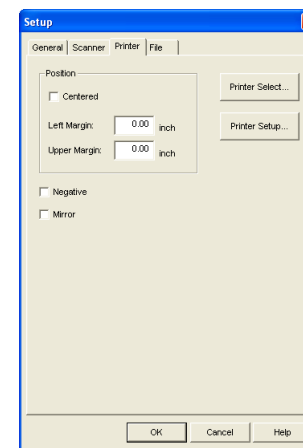 Setup
General Scanner Printer File
Position
Centered
Printer Select...
Left Margin: 0.00 inch
Printer Setup...
Upper Margin: 0.00 inch
Negative
Mirror
OK Cancel Help